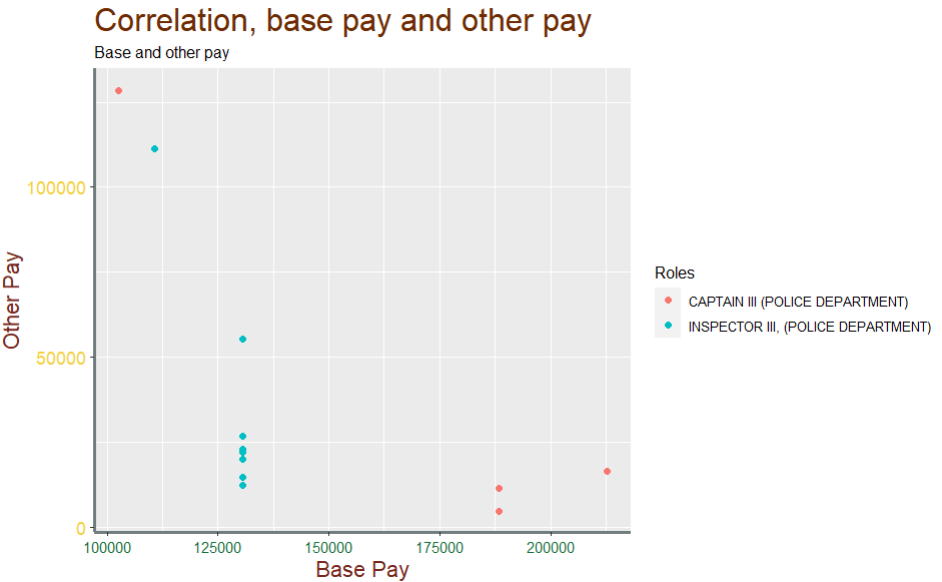 Correlation, base pay and other pay
Base and other pay
Other Pay
100000
50000
0
100000 125000 150000 175000 200000
Base Pay
Roles
CAPTAIN III (POLICE DEPARTMENT)
INSPECTOR III, (POLICE DEPARTMENT)